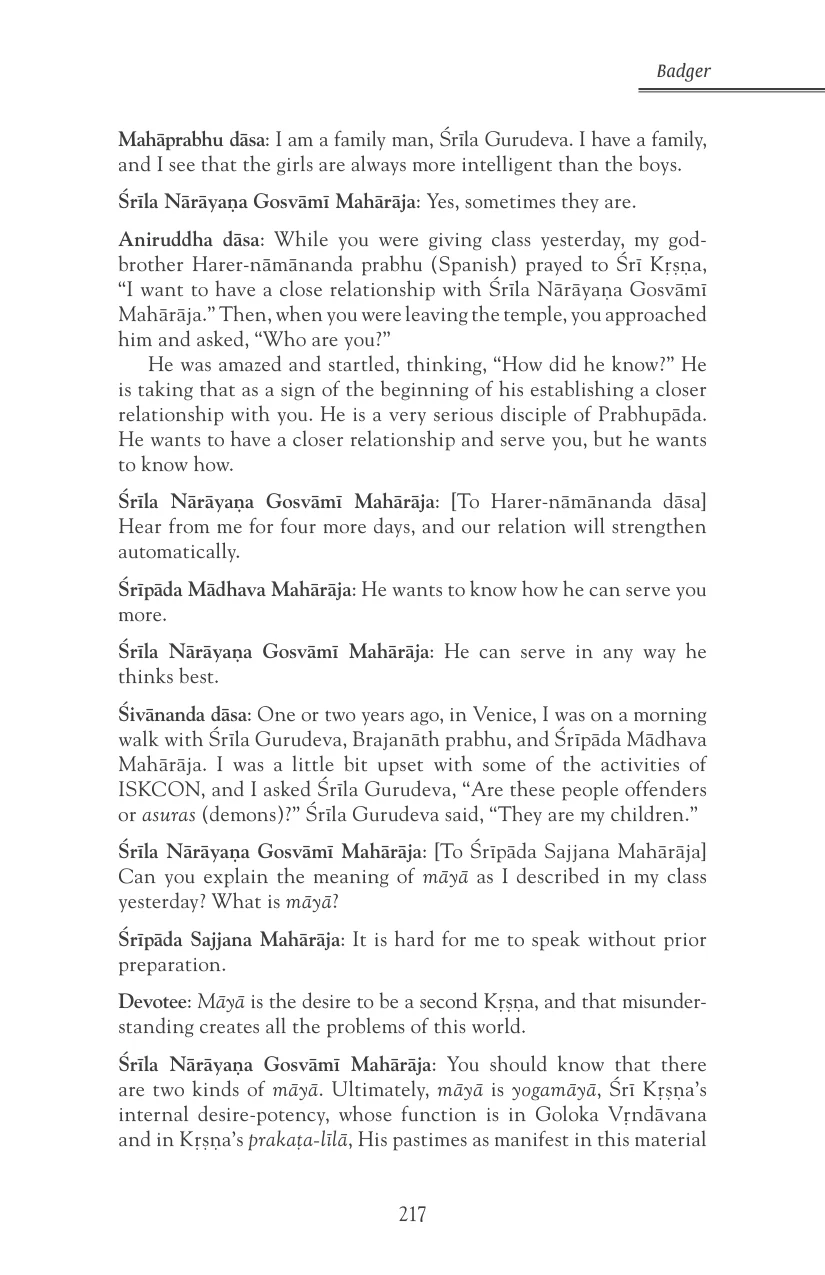 Badger
Mahāprabhu dāsa: I am a family man, Śrīla Gurudeva. I have a family,
and I see that the girls are always more intelligent than the boys.
Śrīla Nārāyaṇa Gosvāmī Mahārāja: Yes, sometimes they are.
Aniruddha dāsa: While you were giving class yesterday, my god-
brother Harer-nāmānanda prabhu (Spanish) prayed to Śrī Kṛṣṇa,
“I want to have a close relationship with Śrīla Nārāyaṇa Gosvāmī
Mahārāja.” Then, when you were leaving the temple, you approached
him and asked, “Who are you?”
He was amazed and startled, thinking, “How did he know?” He
is taking that as a sign of the beginning of his establishing a closer
relationship with you. He is a very serious disciple of Prabhupāda.
He wants to have a closer relationship and serve you, but he wants
to know how.
Śrīla Nārāyaṇa Gosvāmī Mahārāja: [To Harer-nāmānanda dāsa]
Hear from me for four more days, and our relation will strengthen
automatically.
Śrīpāda Mādhava Mahārāja: He wants to know how he can serve you
more.
Śrīla Nārāyaṇa Gosvāmī Mahārāja: He can serve in any way he
thinks best.
Śivānanda dāsa: One or two years ago, in Venice, I was on a morning
walk with Śrīla Gurudeva, Brajanāth prabhu, and Śrīpāda Mādhava
Mahārāja. I was a little bit upset with some of the activities of
ISKCON, and I asked Śrīla Gurudeva, “Are these people offenders
or asuras (demons)?” Śrīla Gurudeva said, “They are my children.”
Śrīla Nārāyaṇa Gosvāmī Mahārāja: [To Śrīpāda Sajjana Mahārāja]
Can you explain the meaning of māyā as I described in my class
yesterday? What is māyā?
Śrīpāda Sajjana Mahārāja: It is hard for me to speak without prior
preparation.
Devotee: Māyā is the desire to be a second Kṛṣṇa, and that misunder-
standing creates all the problems of this world.
Śrīla Nārāyaṇa Gosvāmī Mahārāja: You should know that there
are two kinds of māyā. Ultimately, māyā is yogamāyā, Śrī Kṛṣṇa’s
internal desire-potency, whose function is in Goloka Vṛndāvana
and in Kṛṣṇa’s prakaṭa-līlā, His pastimes as manifest in this material
217